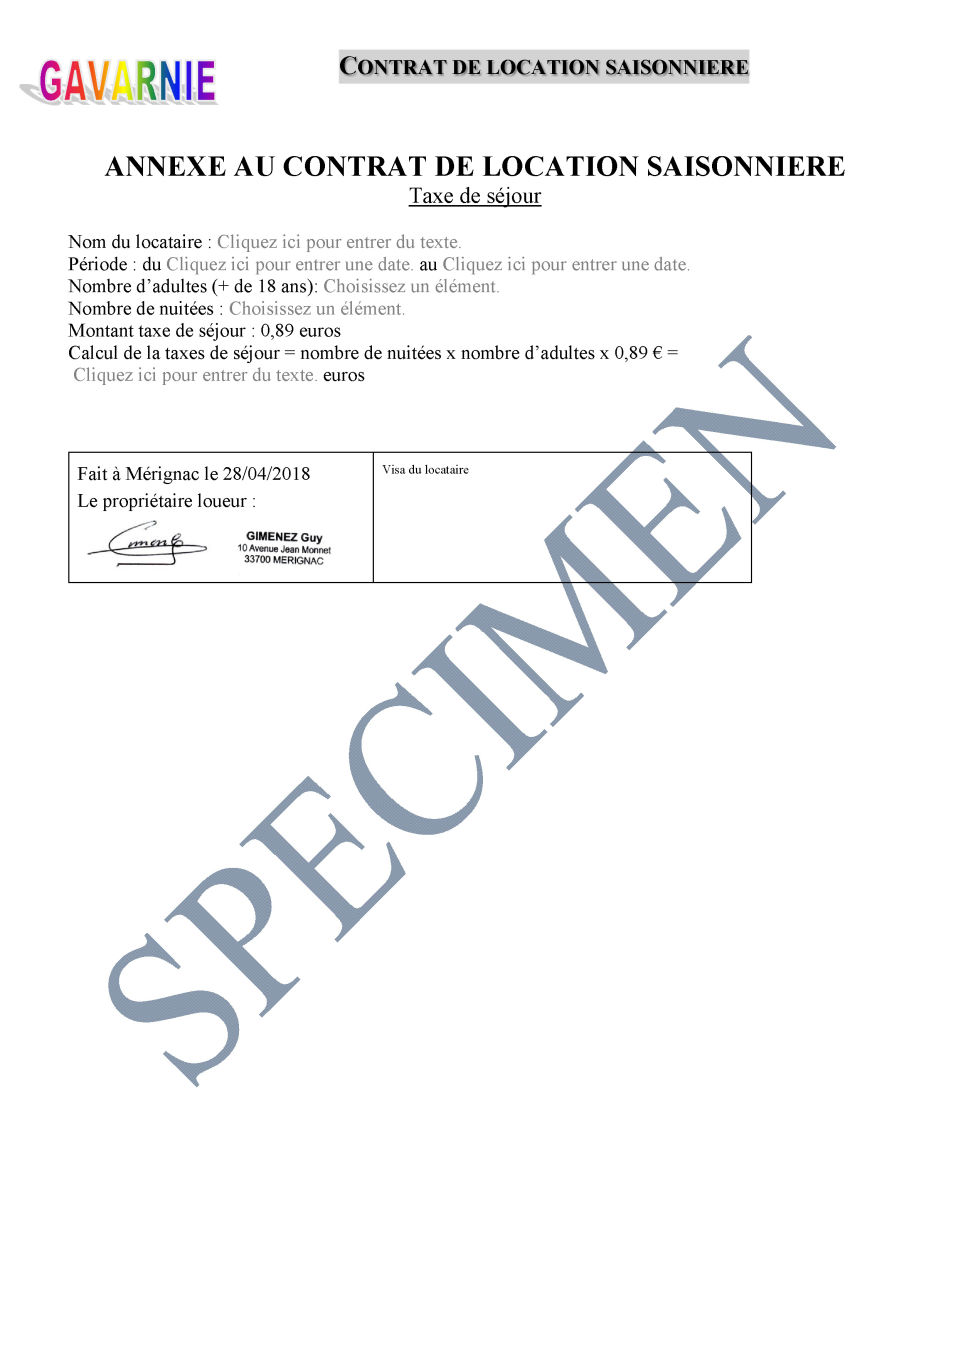 GAVARNIE
CONTRAT DE LOCATION SAISONNIERE
ANNEXE AU CONTRAT DE LOCATION SAISONNIERE
Taxe de séjour
Nom du locataire : Cliquez ici pour entrer du texte.
Période : du Cliquez ici pour entrer une date. au Cliquez ici pour entrer une date.
Nombre d’adultes (+ de 18 ans): Choisissez un élément.
Nombre de nuitées : Choisissez un élément.
Montant taxe de séjour : 0,89 euros
Calcul de la taxes de séjour = nombre de nuitées x nombre d’adultes x 0,89 € =
Cliquez ici pour entrer du texte. euros
Fait à Mérignac le 28/04/2018
Le propriétaire loueur :
Gimenez
GIMENEZ Guy
10 Avenue Jean Monnet
33700 MERIGNAC
Visa du locataire
SPECIMEN